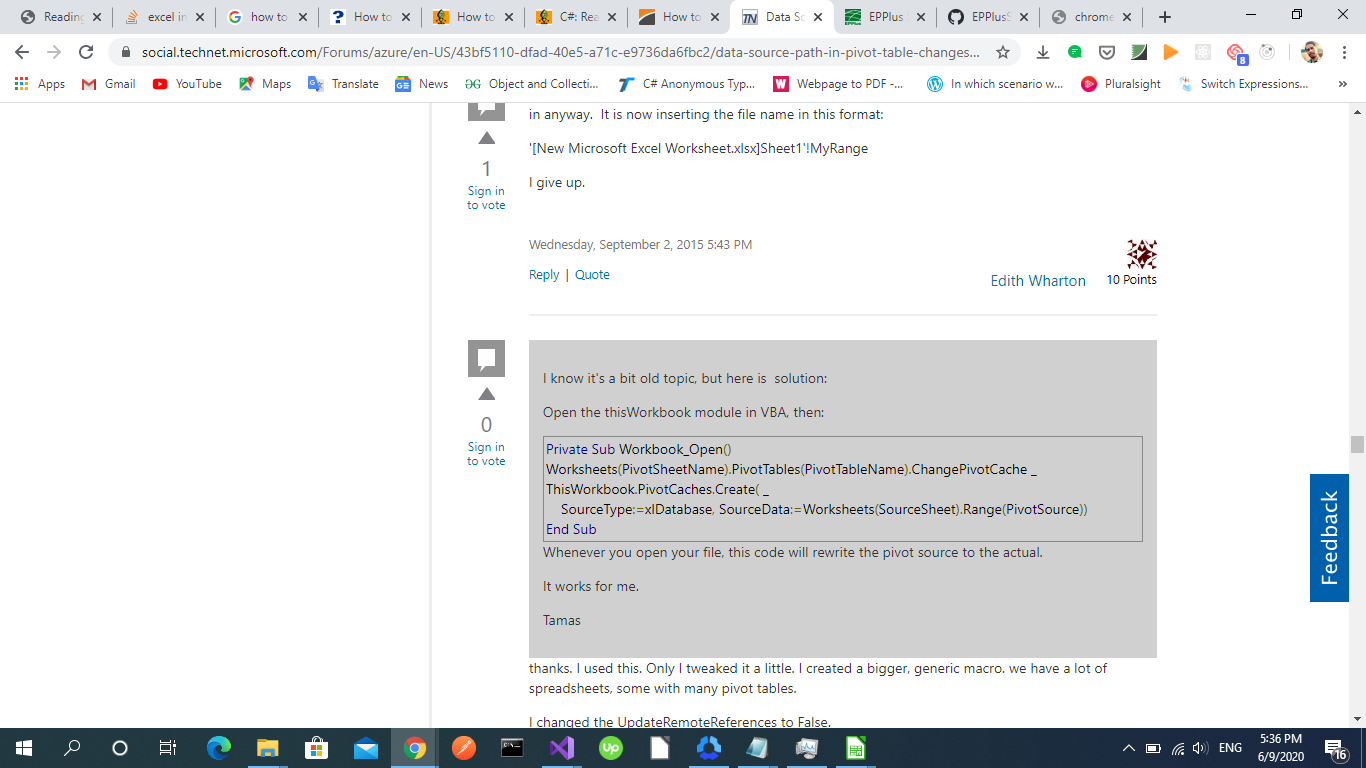 Reading
excel in
how to
How to
How to
C#: Rea
How to
Data So
EPPlus
EPPlusS
chrome
social.technet.microsoft.com/Forums/azure/en-US/43bf5110-dfad-40e5-a71c-e9736da6fbc2/data-source-path-in-pivot-table-changes...
8
Apps
Gmail
YouTube
Maps
Translate
News
Object and Collecti...
C# Anonymous Typ...
Webpage to PDF -...
In which scenario w...
Pluralsight
Switch Expressions...
»
in anyway. It is now inserting the file name in this format:
'[New Microsoft Excel Worksheet.xlsx]Sheet1'!MyRange
I give up.
1
Sign in
to vote
Wednesday, September 2, 2015 5:43 PM
Reply | Quote
Edith Wharton
10 Points
0
Sign in
to vote
I know it's a bit old topic, but here is solution:
Open the thisWorkbook module in VBA, then:
Private Sub Workbook_Open()
Worksheets(PivotSheetName).PivotTables(PivotTableName).ChangePivotCache _
ThisWorkbook.PivotCaches.Create( _
SourceType:=xlDatabase, SourceData:=Worksheets(SourceSheet).Range(PivotSource))
End Sub
Whenever you open your file, this code will rewrite the pivot source to the actual.
It works for me.
Tamas
thanks. I used this. Only I tweaked it a little. I created a bigger, generic macro. we have a lot of
spreadsheets, some with many pivot tables.
I changed the UpdateRemoteReferences to False.
Feedback
up
ENG
5:36 PM
6/9/2020
16